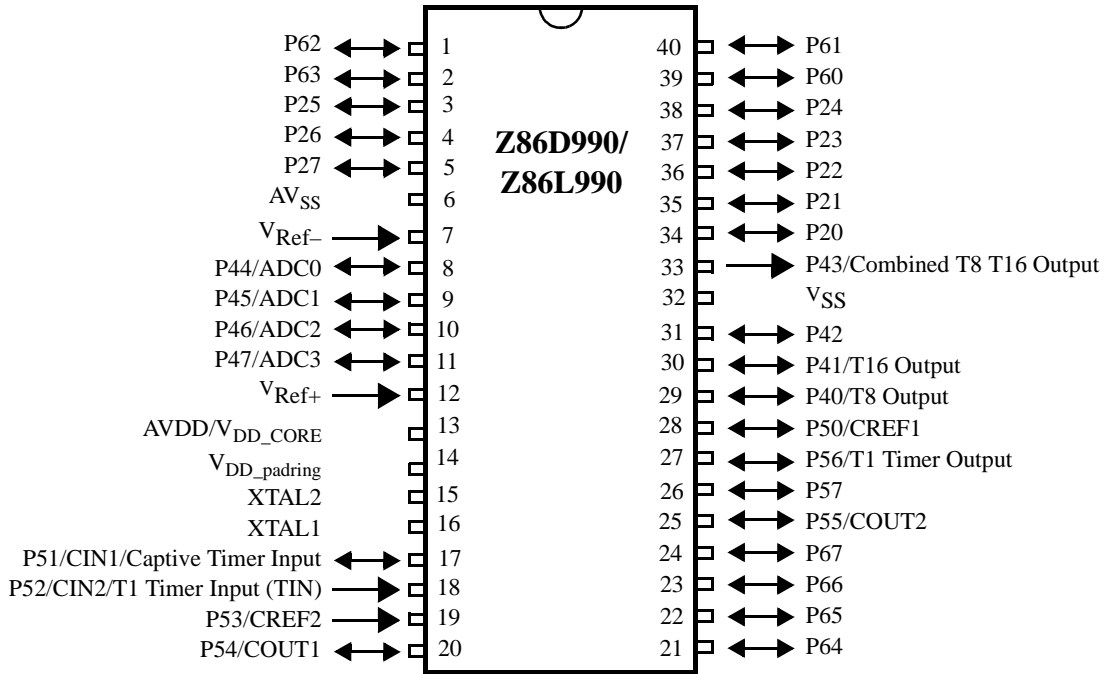 P62 1 40 P61
P63 2 39 P60
P25 3 38 P24
P26 4 37 P23
Z86D990/
P27 5 36 P22
Z86L990
AVSS 6 35 P21
VRef– 7 34 P20
P44/ADC0 8 33 P43/Combined T8 T16 Output
P45/ADC1 9 32 VSS
P46/ADC2 10 31 P42
P47/ADC3 11 30 P41/T16 Output
VRef+ 12 29 P40/T8 Output
AVDD/VDD_CORE 13 28 P50/CREF1
VDD_padring 14 27 P56/T1 Timer Output
XTAL2 15 26 P57
XTAL1 16 25 P55/COUT2
P51/CIN1/Captive Timer Input 17 24 P67
P52/CIN2/T1 Timer Input (TIN) 18 23 P66
P53/CREF2 19 22 P65
P54/COUT1 20 21 P64